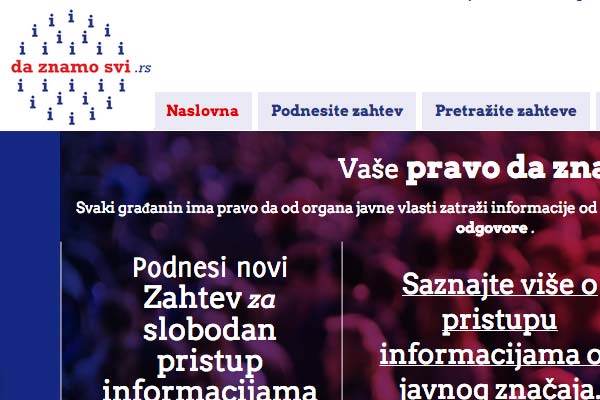 da znamo svi .rs
Naslovna Podnesite zahtev Pretražite zahteve
Vaše pravo da
Svaki građanin ima pravo da od organa javne vlasti zatraži informacije od
odgovore .
Podnesi novi
Zahtev za
slobodan
pristup
informacijama
Saznajte više o
pristupu
informacijama
javnog značaja.